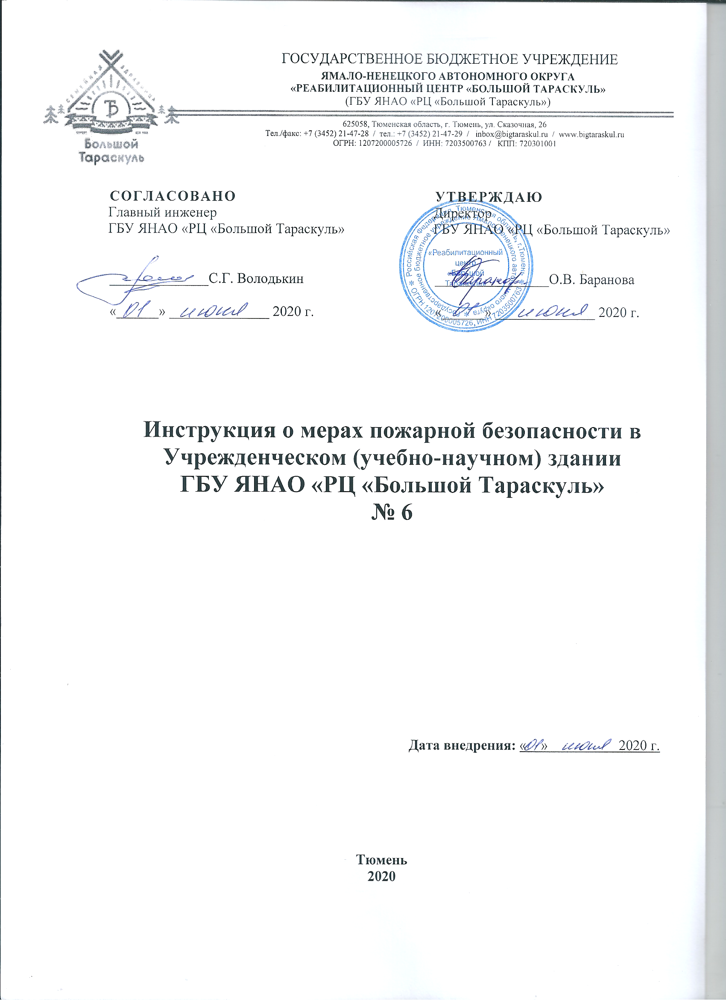 СЕМЕЙНАЯ ЗДРАВНИЦА
Большой
Тараскуль
ГОСУДАРСТВЕННОЕ БЮДЖЕТНОЕ УЧРЕЖДЕНИЕ
ЯМАЛО-НЕНЕЦКОГО АВТОНОМНОГО ОКРУГА
«РЕАБИЛИТАЦИОННЫЙ ЦЕНТР «БОЛЬШОЙ ТАРАСКУЛЬ»
(ГБУ ЯНАО «РЦ «Большой Тараскуль»)
625058, Тюменская область, г. Тюмень, ул. Сказочная, 26
Тел./факс: +7 (3452) 21-47-28 / тел.: +7 (3452) 21-47-29 / inbox@bigtaraskul.ru / www.bigtaraskul.ru
ОГРН: 1207200005726 / ИНН: 7203500763 / КПП: 720301001
СОГЛАСОВАНО
Главный инженер
ГБУ ЯНАО «РЦ «Большой Тараскуль»
С.Г. Володькин
«01» июня 2020 г.
УТВЕРЖДАЮ
Директор
ГБУ ЯНАО «РЦ «Большой Тараскуль»
О.В. Баранова
«01» июня 2020 г.
Российская Федерация, Тюменская область, г.Тюмень
ОГРН 1207200005726, ИНН 7203500763
Государственное бюджетное учреждение Ямало-Ненецкого автономного округа
«Реабилитационный
центр
«Большой
Тараскуль»
Инструкция о мерах пожарной безопасности в
Учрежденческом (учебно-научном) здании
ГБУ ЯНАО «РЦ «Большой Тараскуль»
№ 6
Дата внедрения: «01» июня 2020 г.
Тюмень
2020